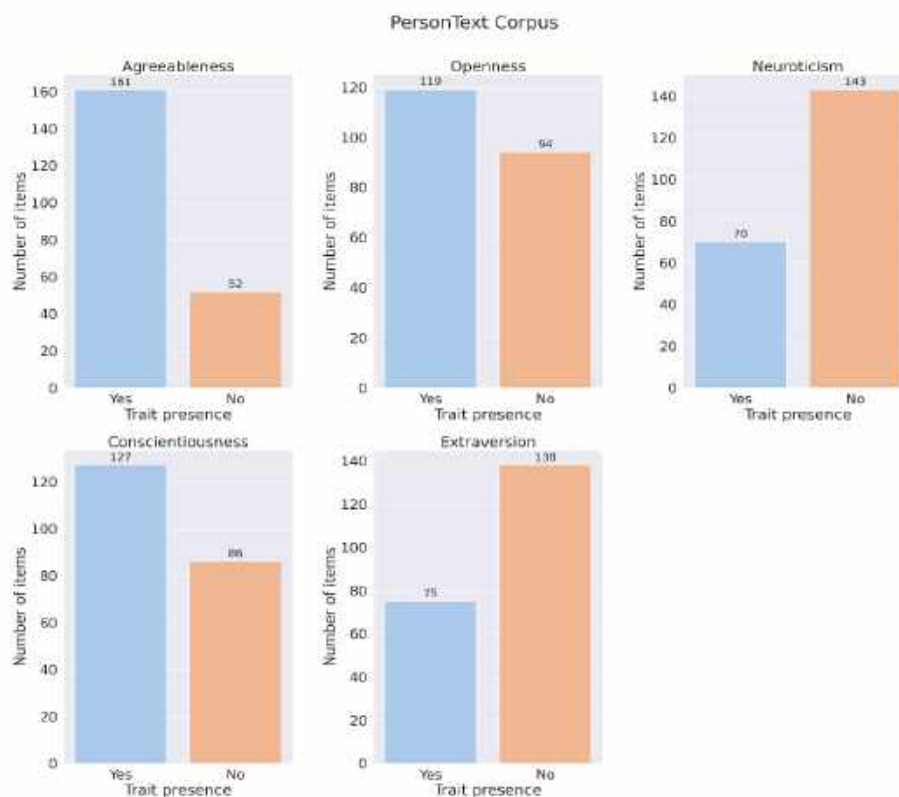 PersonText Corpus
Agreeableness
161
160
140
120
100
80
60
40
20
0
52
Number of items
Yes No
Trait presence
Openness
119
120
100
80
60
40
20
0
94
Number of items
Yes No
Trait presence
Neuroticism
143
140
120
100
80
60
40
20
0
70
Number of items
Yes No
Trait presence
Conscientiousness
127
120
100
80
60
40
20
0
86
Number of items
Yes No
Trait presence
Extraversion
138
140
120
100
80
60
40
20
0
75
Number of items
Yes No
Trait presence